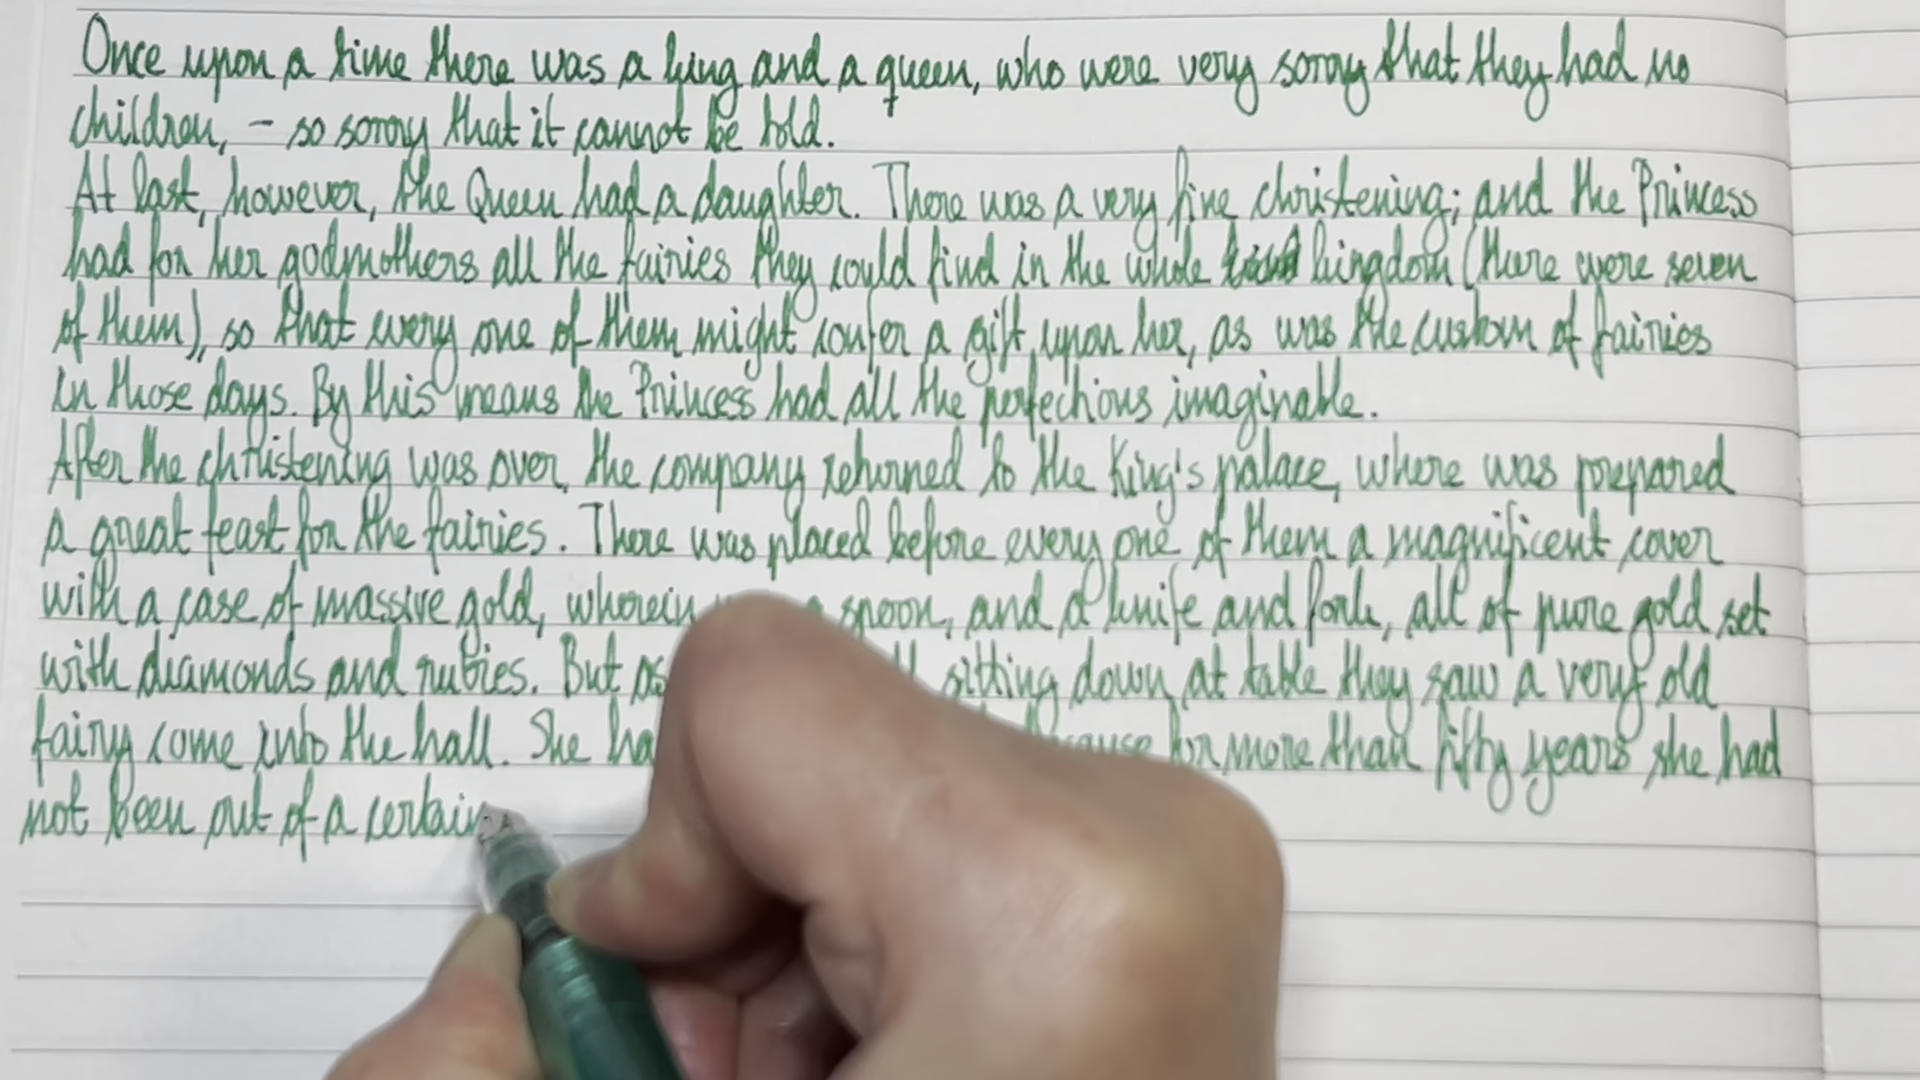 Once upon a time there was a king and a queen, who were very sorry that they had no
children, – so sorry that it cannot be told.
At last, however, the Queen had a daughter. There was a very fine christening; and the Princess
had for her godmothers all the fairies they could find in the whole kingdom (there were seven
of them), so that every one of them might confer a gift upon her, as was the custom of fairies
in those days. By this means the Princess had all the perfections imaginable.
After the christening was over, the company returned to the King's palace, where was prepared
a great feast for the fairies. There was placed before every one of them a magnificent cover
with a case of massive gold, wherein a spoon, and a knife and fork, all of pure gold set
with diamonds and rubies. But as sitting down at table they saw a very old
fairy come into the hall. She because for more than fifty years she had
not been out of a certain